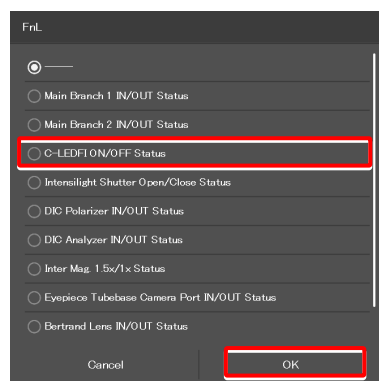 FnL
———
Main Branch 1 IN/OUT Status
Main Branch 2 IN/OUT Status
C-LEDFI ON/OFF Status
Intensilight Shutter Open/Close Status
DIC Polarizer IN/OUT Status
DIC Analyzer IN/OUT Status
Inter Mag. 1.5x/1x Status
Eyepiece Tubebase Camera Port IN/OUT Status
Bertrand Lens IN/OUT Status
Cancel OK